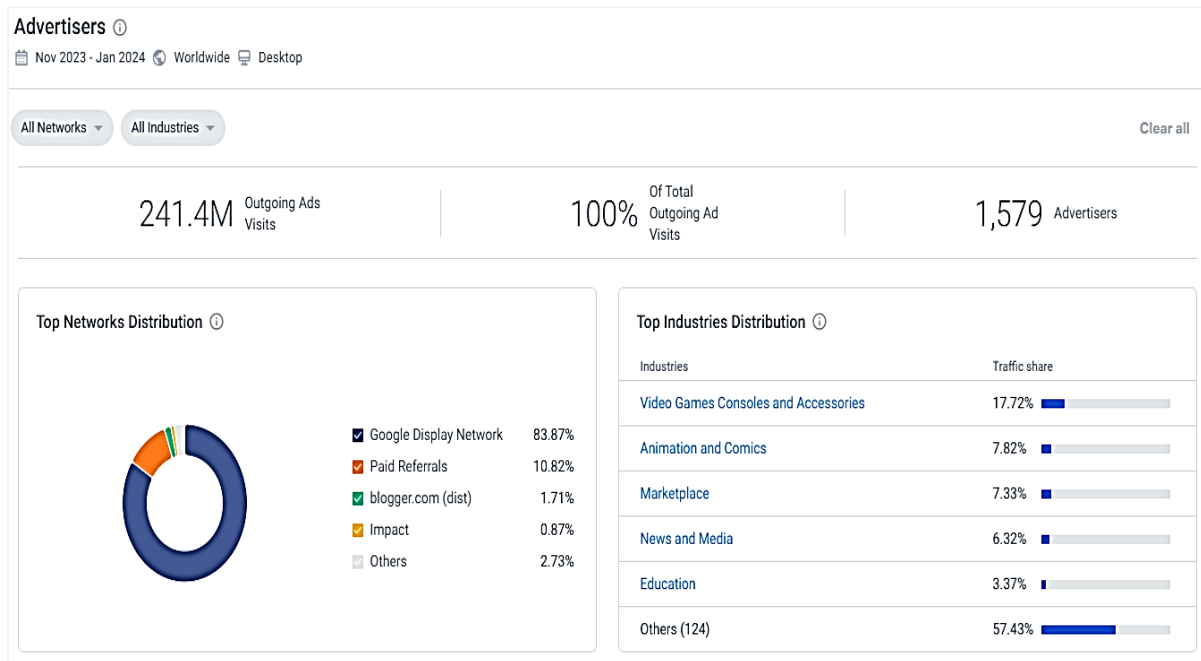 Advertisers
Nov 2023 - Jan 2024 Worldwide Desktop
All Networks All Industries Clear all
241.4M Outgoing Ads Visits
100% Of Total Outgoing Ad Visits
1,579 Advertisers
Top Networks Distribution
Google Display Network 83.87%
Paid Referrals 10.82%
blogger.com (dist) 1.71%
Impact 0.87%
Others 2.73%
Top Industries Distribution
Industries Traffic share
Video Games Consoles and Accessories 17.72%
Animation and Comics 7.82%
Marketplace 7.33%
News and Media 6.32%
Education 3.37%
Others (124) 57.43%